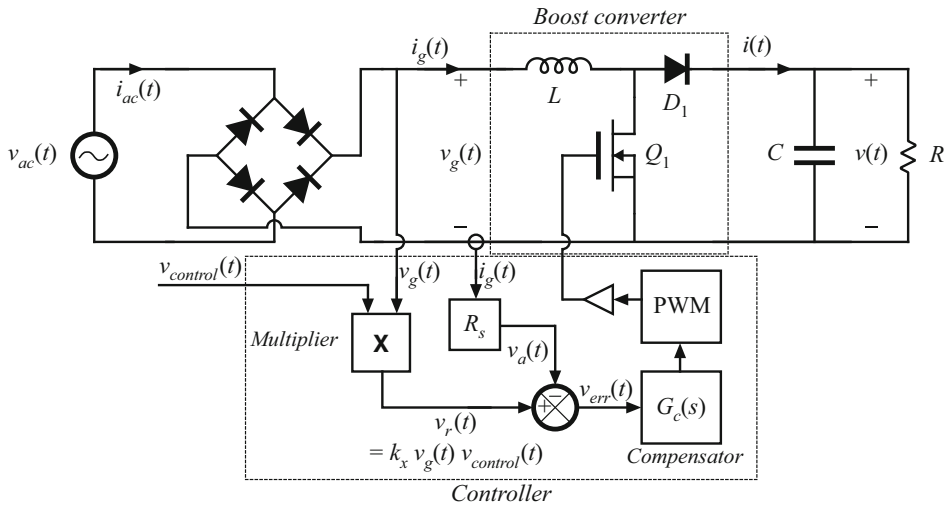 Boost converter
i_g(t)
i(t)
i_ac(t)
L
D_1
v_ac(t)
v_g(t)
Q_1
C
v(t)
R
+
–
+
–
v_control(t)
v_g(t)
i_g(t)
Multiplier
X
R_s
PWM
v_a(t)
v_err(t)
G_c(s)
+
–
v_r(t)
= k_x v_g(t) v_control(t)
Compensator
Controller